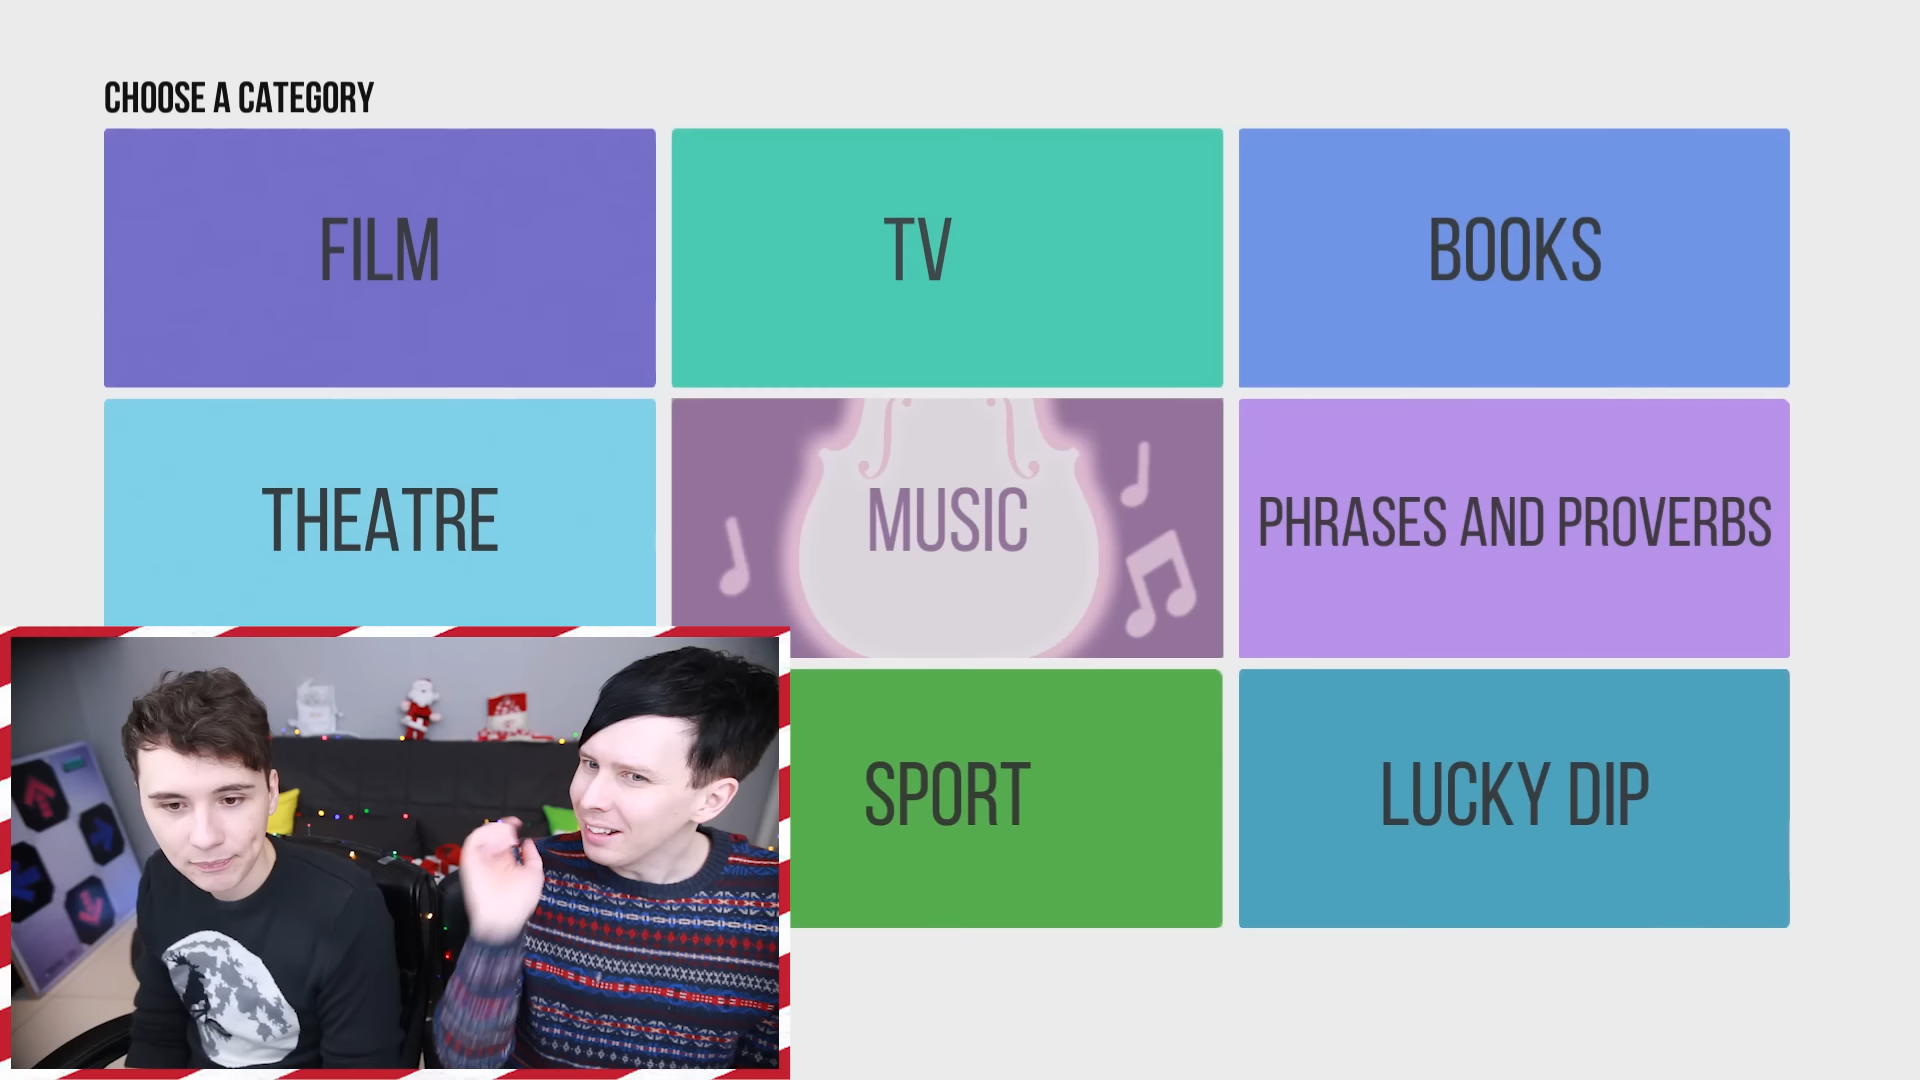 CHOOSE A CATEGORY
FILM
TV
BOOKS
THEATRE
MUSIC
PHRASES AND PROVERBS
SPORT
LUCKY DIP